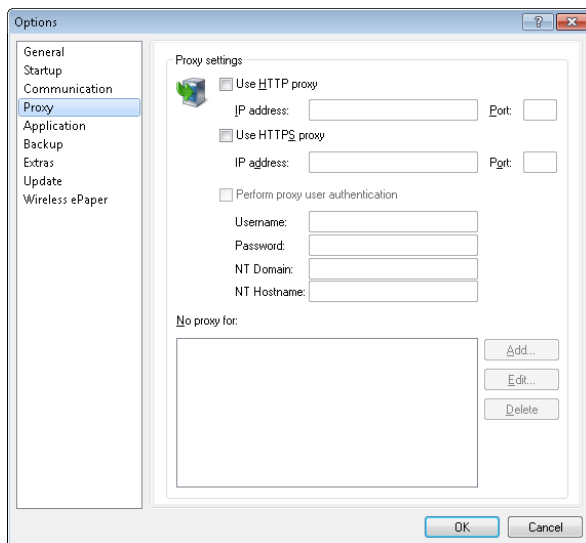 Options
General
Startup
Communication
Proxy
Application
Backup
Extras
Update
Wireless ePaper
Proxy settings
Use HTTP proxy
IP address: Port:
Use HTTPS proxy
IP address: Port:
Perform proxy user authentication
Username:
Password:
NT Domain:
NT Hostname:
No proxy for:
Add...
Edit...
Delete
OK Cancel